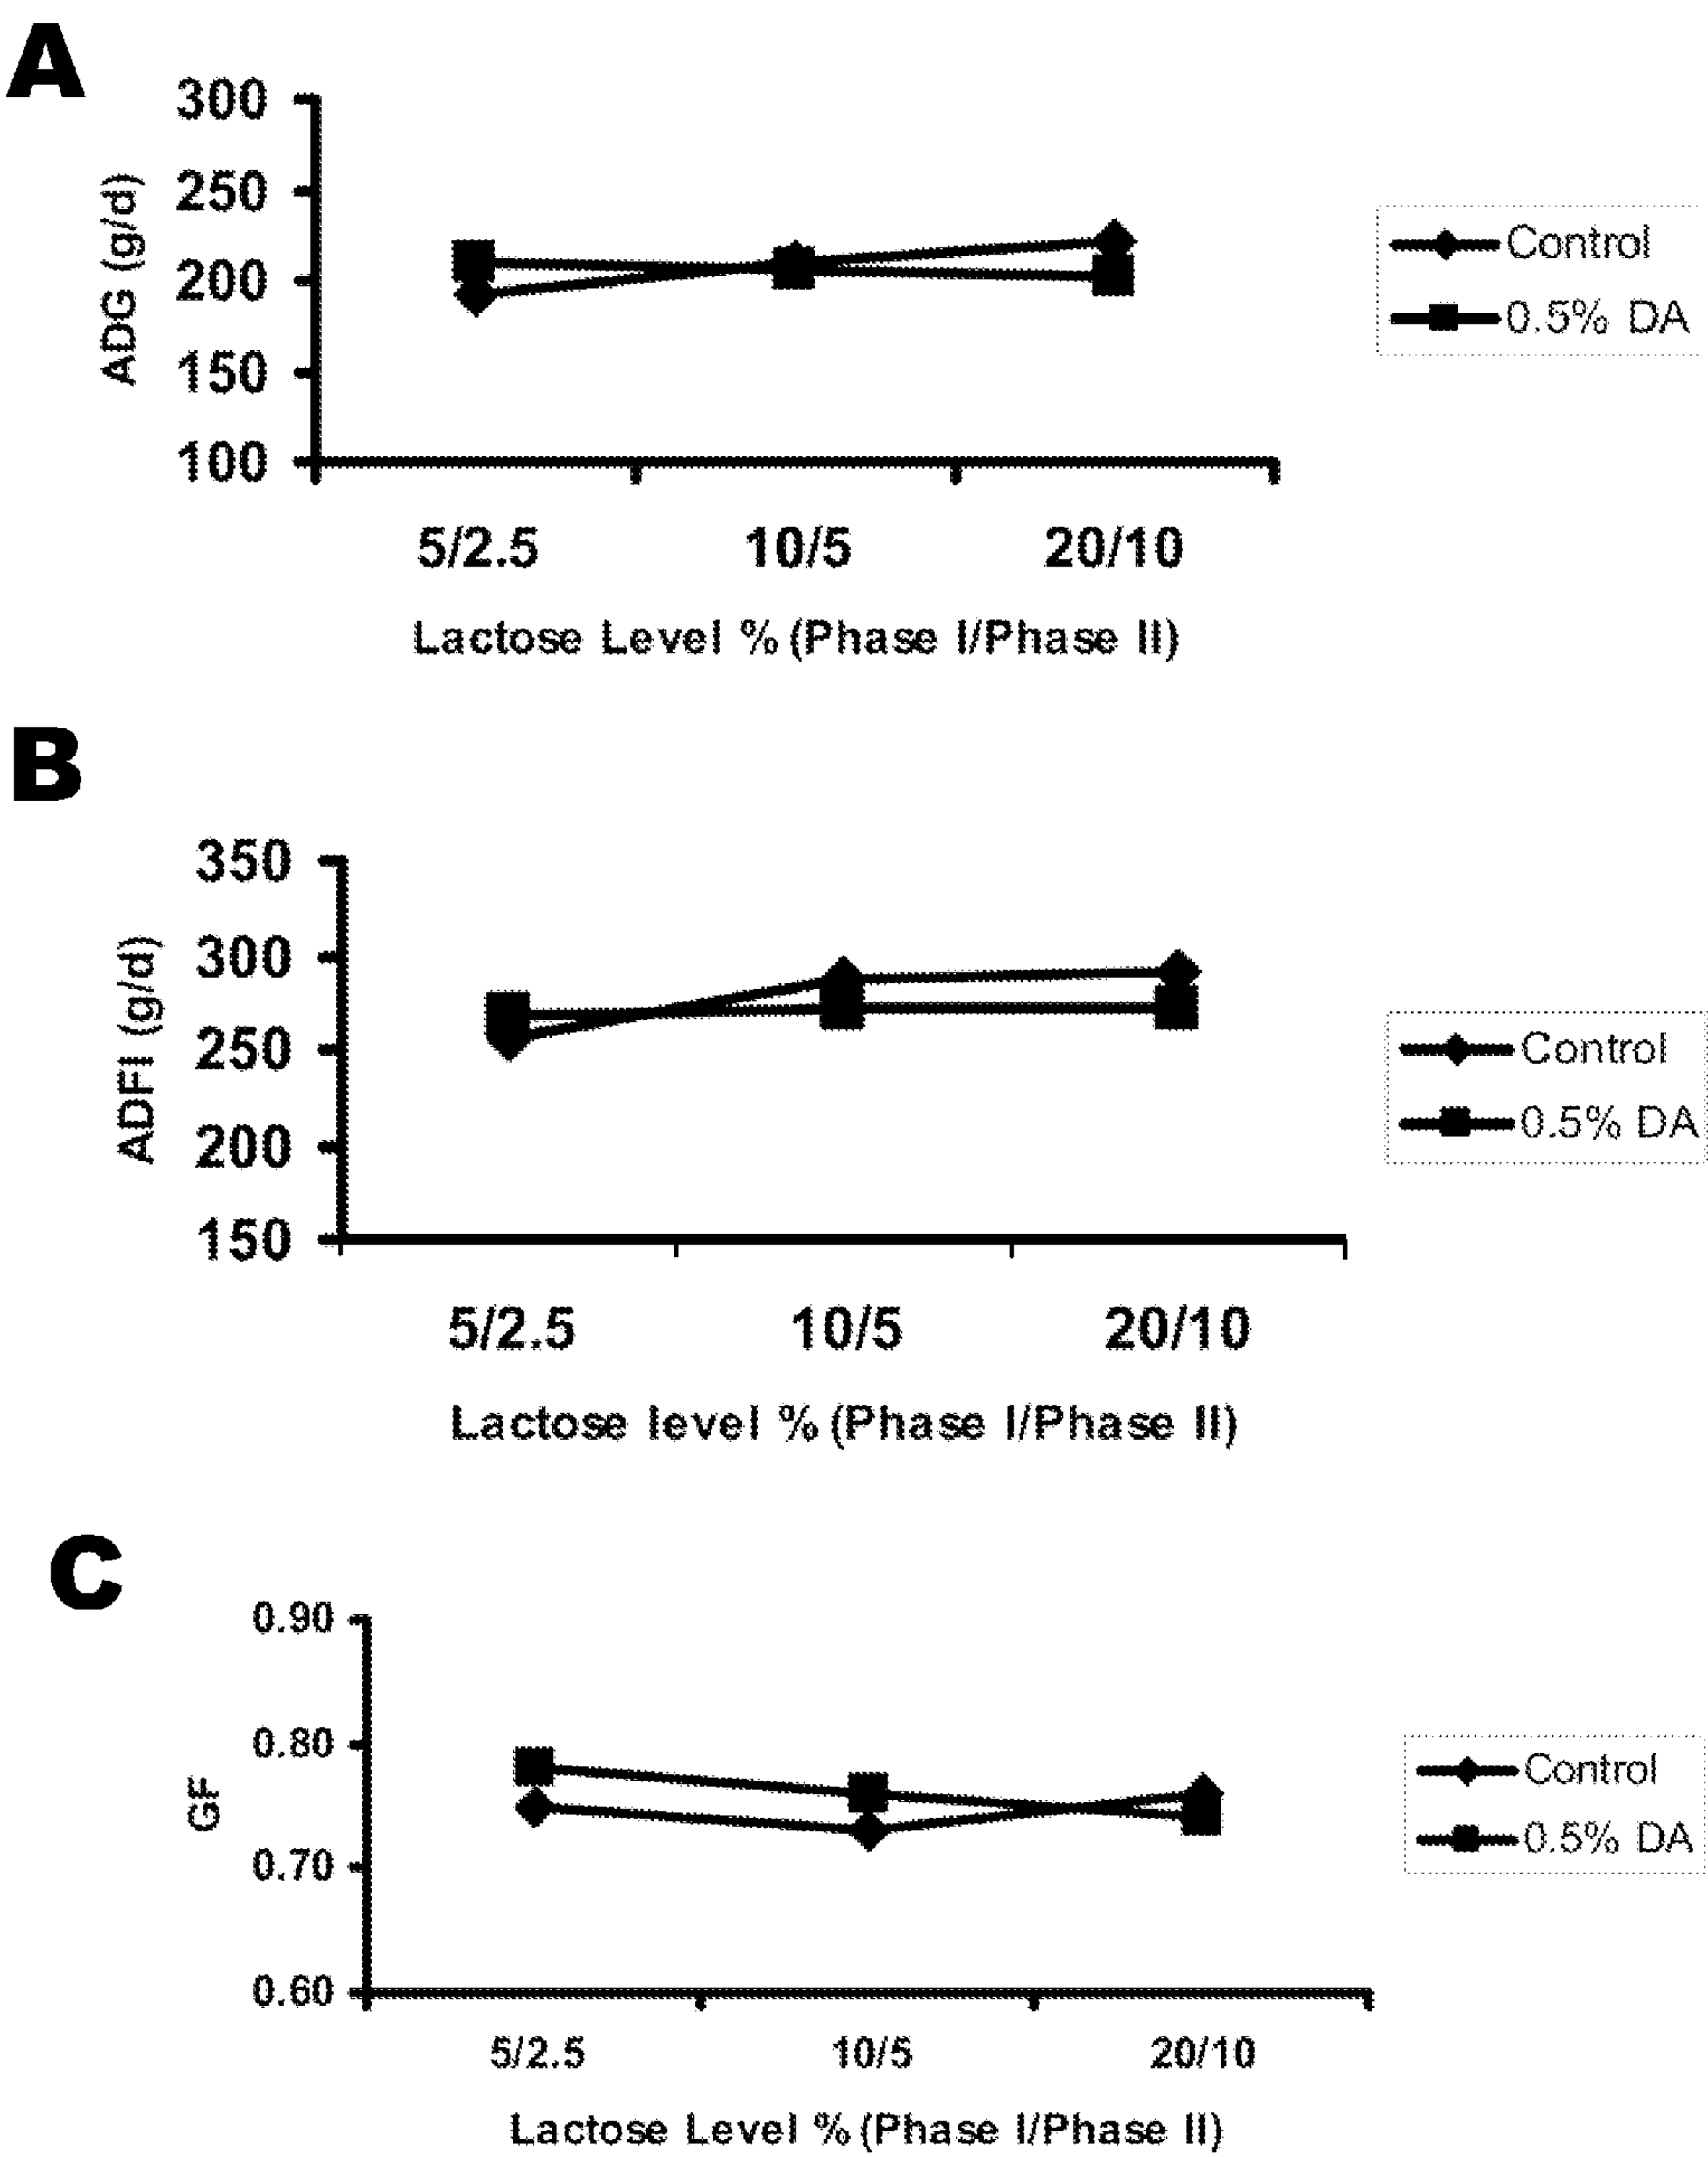 A
300
250
200
150
100
ADG (g/d)
5/2.5 10/5 20/10
Lactose Level % (Phase I/Phase II)
Control
0.5% DA
B
350
300
250
200
150
ADFI (g/d)
5/2.5 10/5 20/10
Lactose level % (Phase I/Phase II)
Control
0.5% DA
C
0.90
0.80
0.70
0.60
GF
5/2.5 10/5 20/10
Lactose Level % (Phase I/Phase II)
Control
0.5% DA